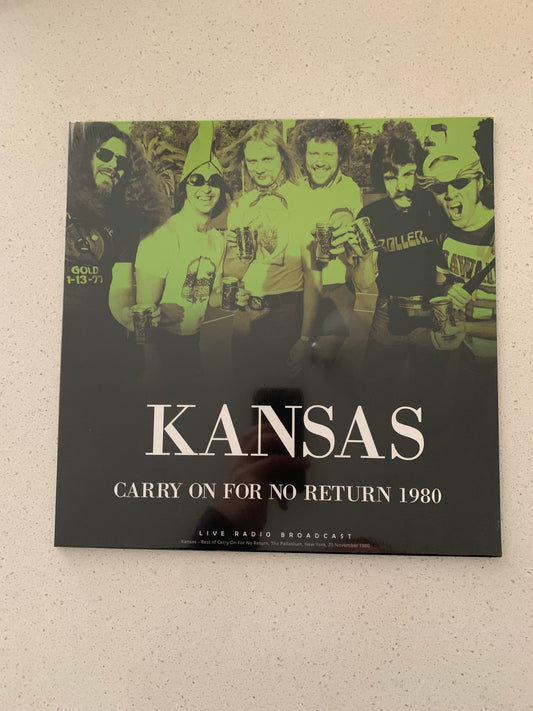 GOLD
1-13-77
ROLLER
KANSAS
CARRY ON FOR NO RETURN 1980
LIVE RADIO BROADCAST
Kansas - Best of Carry On For No Return, The Palladium, New York, 20 November 1980